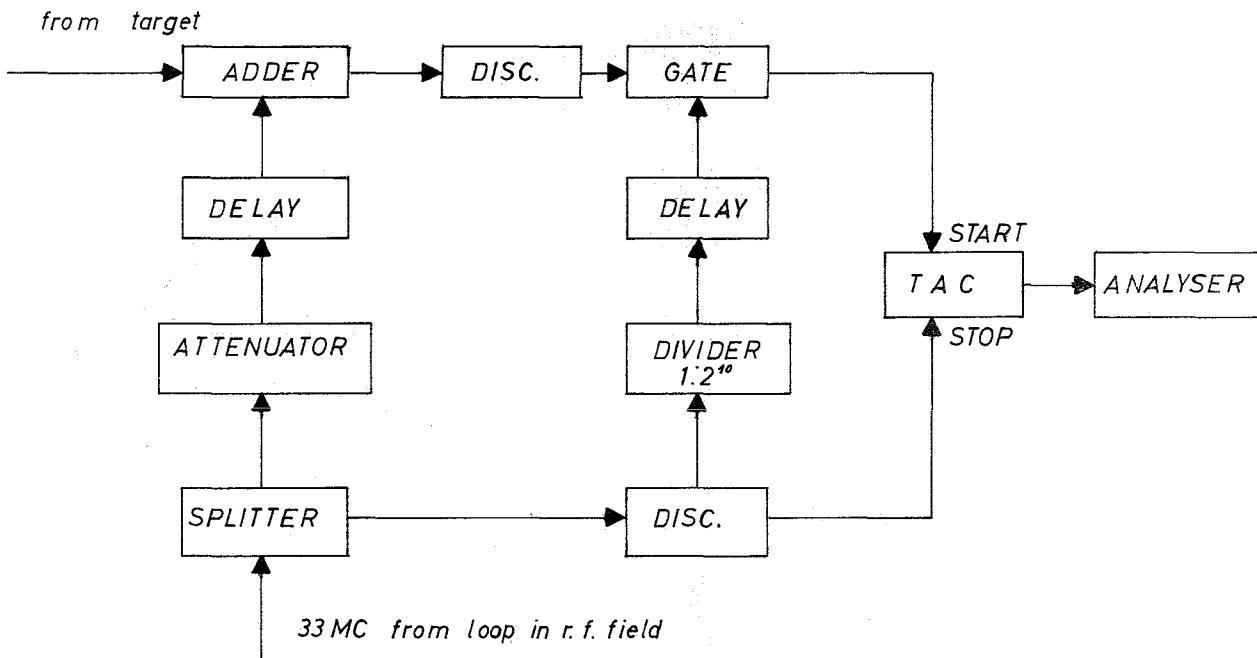 from target
ADDER
DISC.
GATE
DELAY
DELAY
START
TAC
ANALYSER
STOP
ATTENUATOR
DIVIDER
1:2¹⁰
SPLITTER
DISC.
33 MC from loop in r.f. field